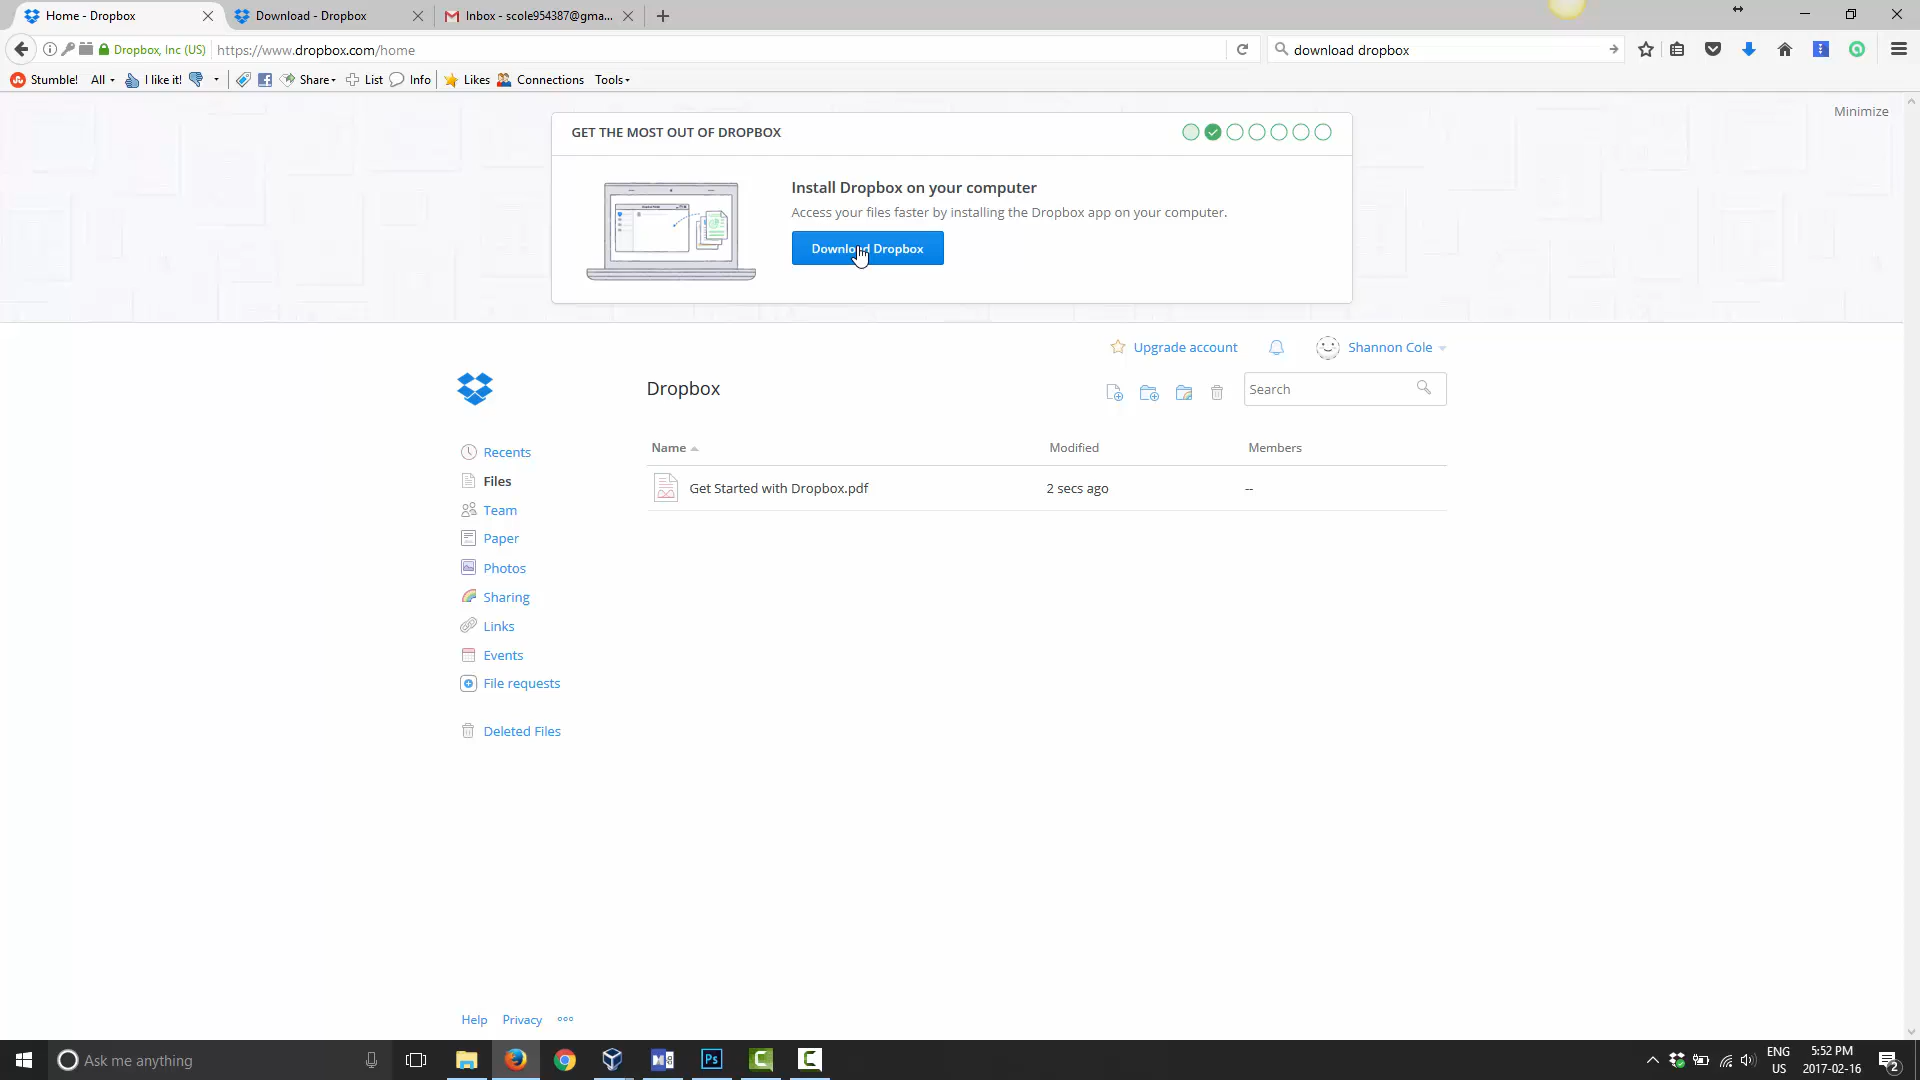 Home - Dropbox
Download - Dropbox
Inbox - scole954387@gma...
Dropbox, Inc (US)
https://www.dropbox.com/home
download dropbox
Stumble!
All
I like it!
Share
List
Info
Likes
Connections
Tools
Minimize
GET THE MOST OUT OF DROPBOX
Install Dropbox on your computer
Access your files faster by installing the Dropbox app on your computer.
Download Dropbox
Upgrade account
Shannon Cole
Dropbox
Search
Name
Modified
Members
Recents
Get Started with Dropbox.pdf
2 secs ago
--
Files
Team
Paper
Photos
Sharing
Links
Events
File requests
Deleted Files
Help
Privacy
Ask me anything
Ps
ENG
US
5:52 PM
2017-02-16
2